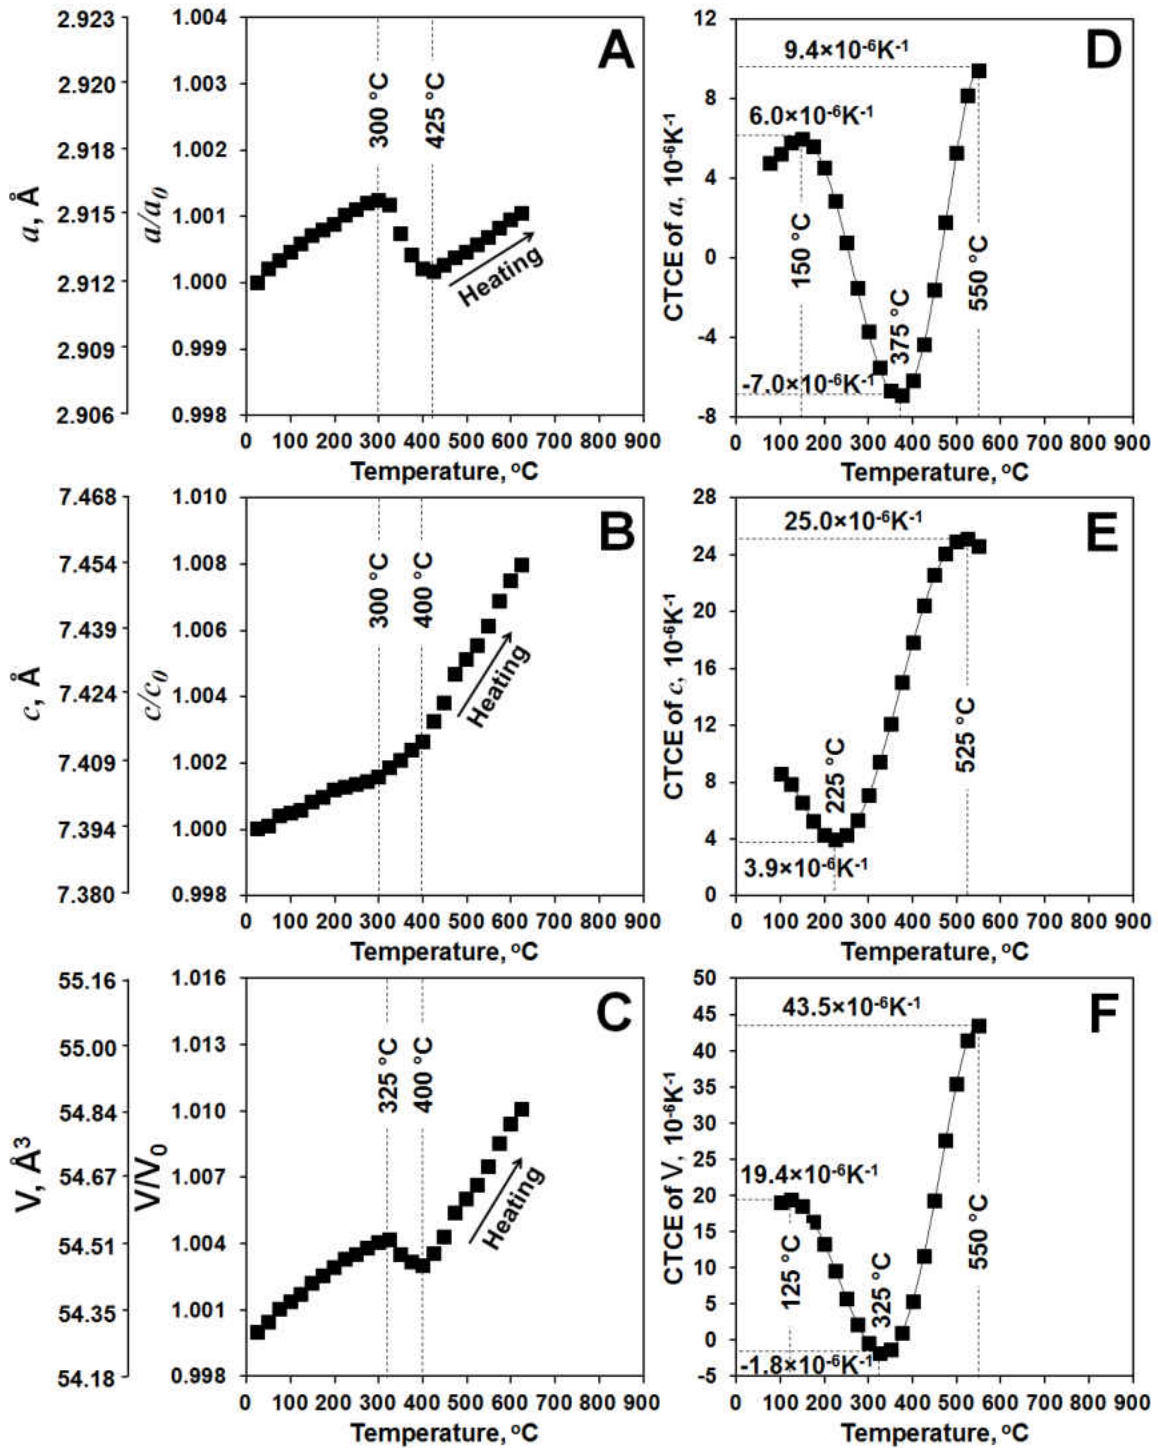 A
2.923
2.920
2.918
2.915
2.912
2.909
2.906
a, Å
1.004
1.003
1.002
1.001
1.000
0.999
0.998
a/a0
300 °C
425 °C
Heating
0 100 200 300 400 500 600 700 800 900
Temperature, °C
D
12
8
4
0
-4
-8
CTCE of a, 10-6K-1
9.4×10-6K-1
6.0×10-6K-1
-7.0×10-6K-1
150 °C
375 °C
550 °C
0 100 200 300 400 500 600 700 800 900
Temperature, °C
B
7.468
7.454
7.439
7.424
7.409
7.394
7.380
c, Å
1.010
1.008
1.006
1.004
1.002
1.000
0.998
c/c0
300 °C
400 °C
Heating
0 100 200 300 400 500 600 700 800 900
Temperature, °C
E
28
24
20
16
12
8
4
0
CTCE of c, 10-6K-1
25.0×10-6K-1
3.9×10-6K-1
225 °C
525 °C
0 100 200 300 400 500 600 700 800 900
Temperature, °C
C
55.16
55.00
54.84
54.67
54.51
54.35
54.18
V, Å3
1.016
1.013
1.010
1.007
1.004
1.001
0.998
V/V0
325 °C
400 °C
Heating
0 100 200 300 400 500 600 700 800 900
Temperature, °C
F
50
45
40
35
30
25
20
15
10
5
0
-5
CTCE of V, 10-6K-1
43.5×10-6K-1
19.4×10-6K-1
-1.8×10-6K-1
125 °C
325 °C
550 °C
0 100 200 300 400 500 600 700 800 900
Temperature, °C